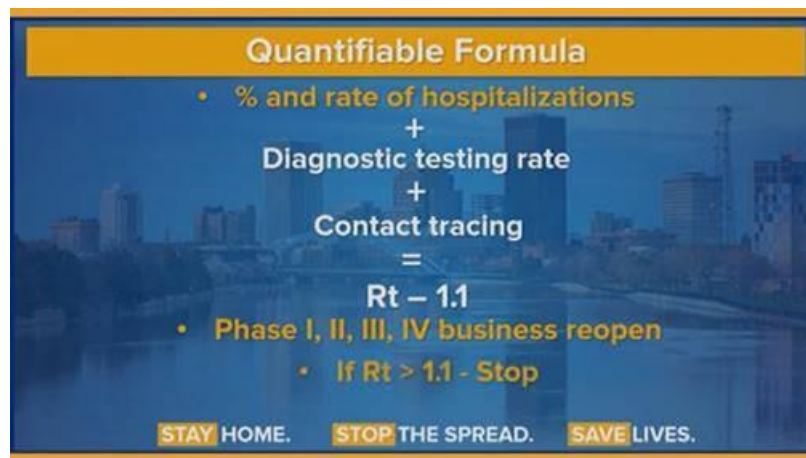 Quantifiable Formula
• % and rate of hospitalizations
+
Diagnostic testing rate
+
Contact tracing
=
Rt – 1.1
• Phase I, II, III, IV business reopen
• If Rt > 1.1 - Stop
STAY HOME. STOP THE SPREAD. SAVE LIVES.